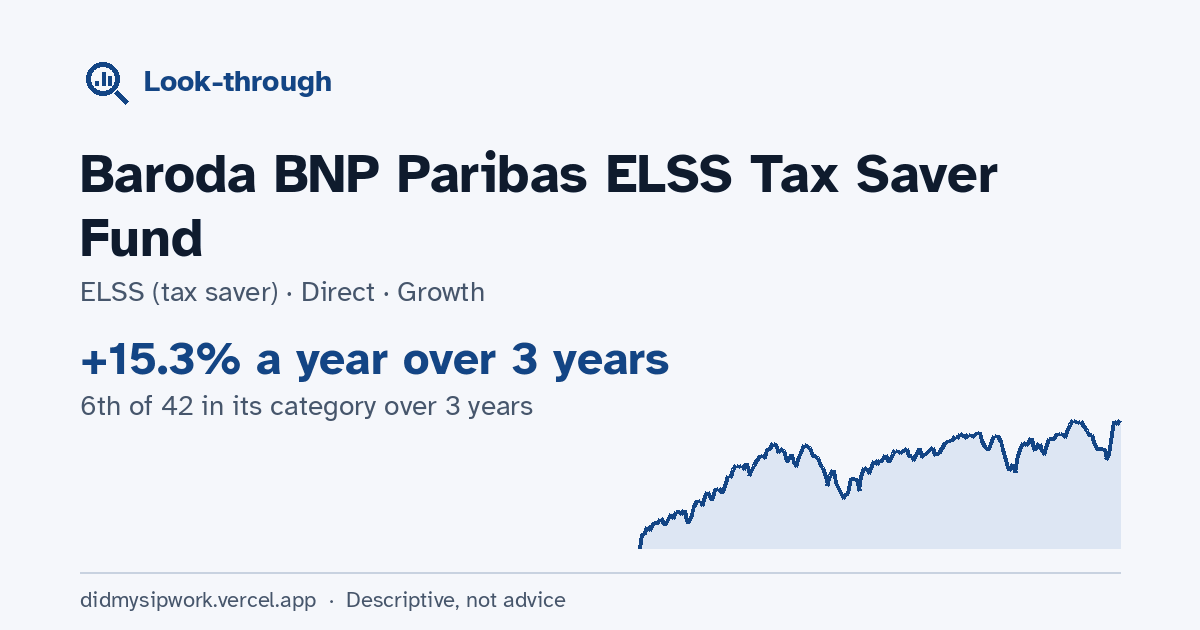 Look-through
Baroda BNP Paribas ELSS Tax Saver
Fund
ELSS (tax saver) · Direct · Growth
+15.3% a year over 3 years
6th of 42 in its category over 3 years
didmysipwork.vercel.app · Descriptive, not advice